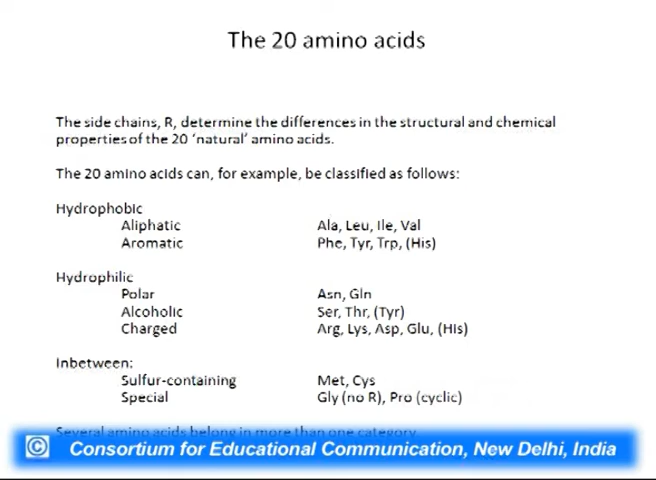 The 20 amino acids
The side chains, R, determine the differences in the structural and chemical
properties of the 20 'natural' amino acids.
The 20 amino acids can, for example, be classified as follows:
Hydrophobic
Aliphatic Ala, Leu, Ile, Val
Aromatic Phe, Tyr, Trp, (His)
Hydrophilic
Polar Asn, Gln
Alcoholic Ser, Thr, (Tyr)
Charged Arg, Lys, Asp, Glu, (His)
Inbetween:
Sulfur-containing Met, Cys
Special Gly (no R), Pro (cyclic)
Several amino acids belong in more than one category
© Consortium for Educational Communication, New Delhi, India